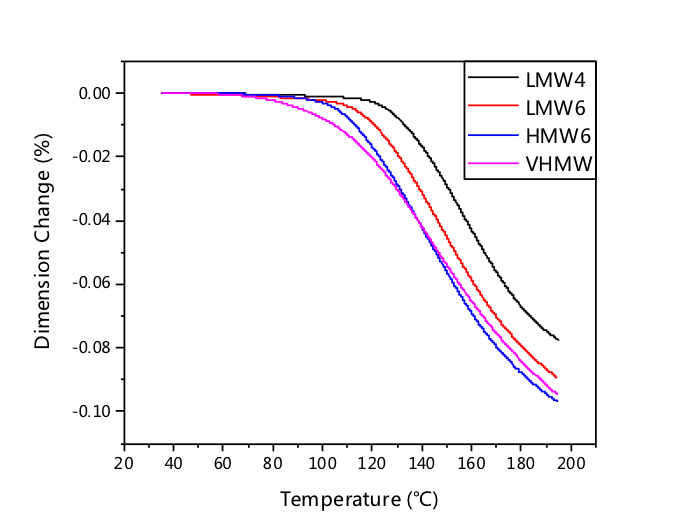 LMW4
LMW6
HMW6
VHMW
0.00
-0.02
-0.04
-0.06
-0.08
-0.10
Dimension Change (%)
20 40 60 80 100 120 140 160 180 200
Temperature (°C)